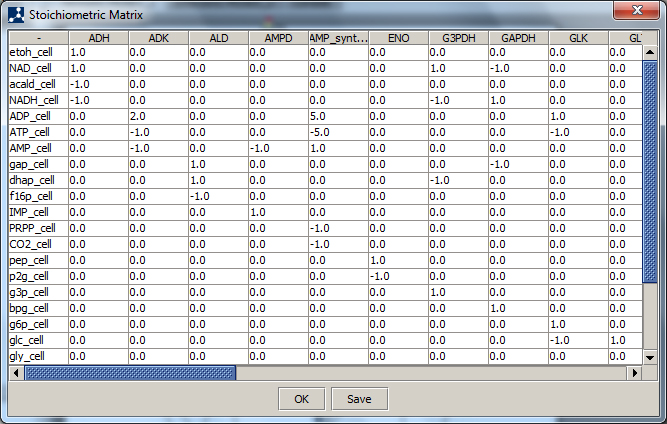 Stoichiometric Matrix
- ADH ADK ALD AMPD AMP_synt... ENO G3PDH GAPDH GLK
etoh_cell 1.0 0.0 0.0 0.0 0.0 0.0 0.0 0.0 0.0 0.0
NAD_cell 1.0 0.0 0.0 0.0 0.0 0.0 1.0 -1.0 0.0 0.0
acald_cell -1.0 0.0 0.0 0.0 0.0 0.0 0.0 0.0 0.0 0.0
NADH_cell -1.0 0.0 0.0 0.0 0.0 0.0 -1.0 1.0 0.0 0.0
ADP_cell 0.0 2.0 0.0 0.0 5.0 0.0 0.0 0.0 1.0 0.0
ATP_cell 0.0 -1.0 0.0 0.0 -5.0 0.0 0.0 0.0 -1.0 0.0
AMP_cell 0.0 -1.0 0.0 -1.0 1.0 0.0 0.0 0.0 0.0 0.0
gap_cell 0.0 0.0 1.0 0.0 0.0 0.0 0.0 -1.0 0.0 0.0
dhap_cell 0.0 0.0 1.0 0.0 0.0 0.0 -1.0 0.0 0.0 0.0
f16p_cell 0.0 0.0 -1.0 0.0 0.0 0.0 0.0 0.0 0.0 0.0
IMP_cell 0.0 0.0 0.0 1.0 0.0 0.0 0.0 0.0 0.0 0.0
PRPP_cell 0.0 0.0 0.0 0.0 -1.0 0.0 0.0 0.0 0.0 0.0
CO2_cell 0.0 0.0 0.0 0.0 -1.0 0.0 0.0 0.0 0.0 0.0
pep_cell 0.0 0.0 0.0 0.0 0.0 1.0 0.0 0.0 0.0 0.0
p2g_cell 0.0 0.0 0.0 0.0 0.0 -1.0 0.0 0.0 0.0 0.0
g3p_cell 0.0 0.0 0.0 0.0 0.0 0.0 1.0 0.0 0.0 0.0
bpg_cell 0.0 0.0 0.0 0.0 0.0 0.0 0.0 1.0 0.0 0.0
g6p_cell 0.0 0.0 0.0 0.0 0.0 0.0 0.0 0.0 1.0 0.0
glc_cell 0.0 0.0 0.0 0.0 0.0 0.0 0.0 0.0 -1.0 1.0
gly_cell 0.0 0.0 0.0 0.0 0.0 0.0 0.0 0.0 0.0 0.0
OK Save